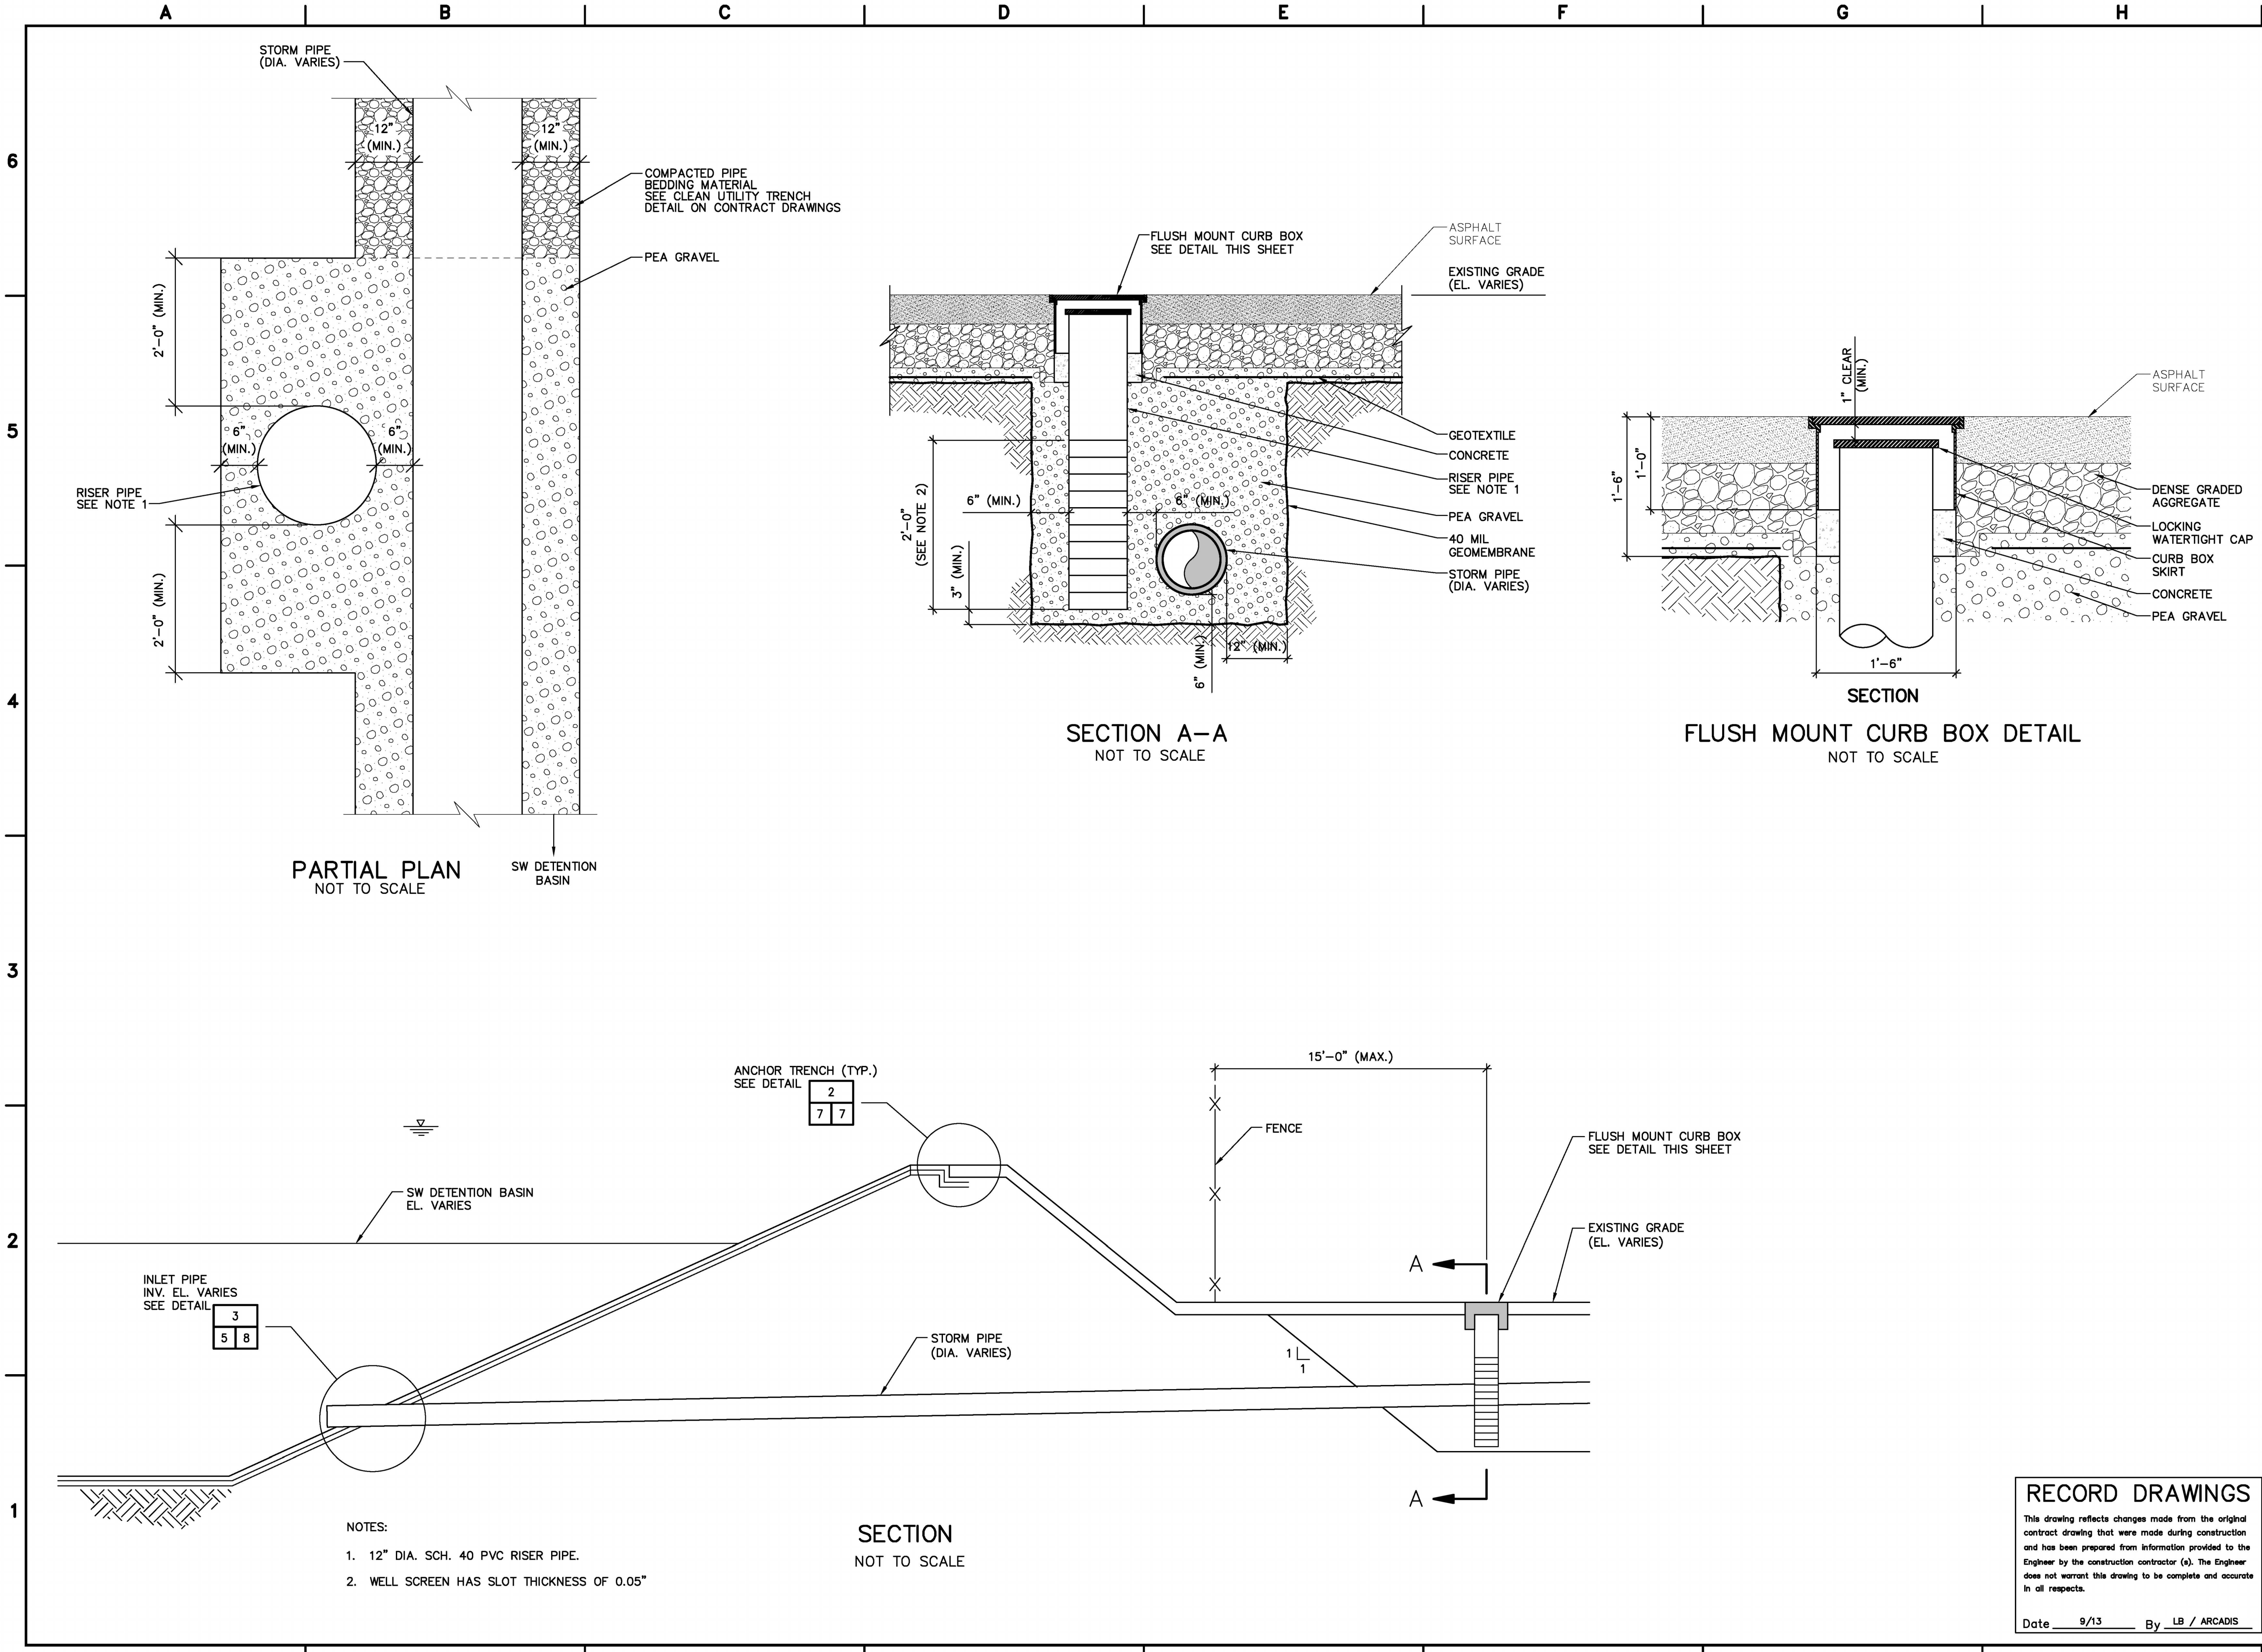 A B C D E F G H
6
5
4
3
2
1
STORM PIPE
(DIA. VARIES)
12"
(MIN.)
12"
(MIN.)
COMPACTED PIPE
BEDDING MATERIAL
SEE CLEAN UTILITY TRENCH
DETAIL ON CONTRACT DRAWINGS
PEA GRAVEL
2'-0" (MIN.)
6"
(MIN.)
6"
(MIN.)
RISER PIPE
SEE NOTE 1
2'-0" (MIN.)
SW DETENTION
BASIN
PARTIAL PLAN
NOT TO SCALE
FLUSH MOUNT CURB BOX
SEE DETAIL THIS SHEET
ASPHALT
SURFACE
EXISTING GRADE
(EL. VARIES)
GEOTEXTILE
CONCRETE
RISER PIPE
SEE NOTE 1
PEA GRAVEL
40 MIL
GEOMEMBRANE
STORM PIPE
(DIA. VARIES)
2'-0"
(SEE NOTE 2)
3" (MIN.)
6" (MIN.)
6" (MIN.)
6" (MIN.)
12" (MIN.)
SECTION A-A
NOT TO SCALE
1" CLEAR
(MIN.)
ASPHALT
SURFACE
1'-6"
1'-0"
DENSE GRADED
AGGREGATE
LOCKING
WATERTIGHT CAP
CURB BOX
SKIRT
CONCRETE
PEA GRAVEL
1'-6"
SECTION
FLUSH MOUNT CURB BOX DETAIL
NOT TO SCALE
ANCHOR TRENCH (TYP.)
SEE DETAIL
2
7 7
15'-0" (MAX.)
FENCE
FLUSH MOUNT CURB BOX
SEE DETAIL THIS SHEET
SW DETENTION BASIN
EL. VARIES
EXISTING GRADE
(EL. VARIES)
A
INLET PIPE
INV. EL. VARIES
SEE DETAIL
3
5 8
STORM PIPE
(DIA. VARIES)
1
1
A
SECTION
NOT TO SCALE
NOTES:
1. 12" DIA. SCH. 40 PVC RISER PIPE.
2. WELL SCREEN HAS SLOT THICKNESS OF 0.05"
RECORD DRAWINGS
This drawing reflects changes made from the original
contract drawing that were made during construction
and has been prepared from information provided to the
Engineer by the construction contractor (s). The Engineer
does not warrant this drawing to be complete and accurate
in all respects.
Date 9/13 By LB / ARCADIS